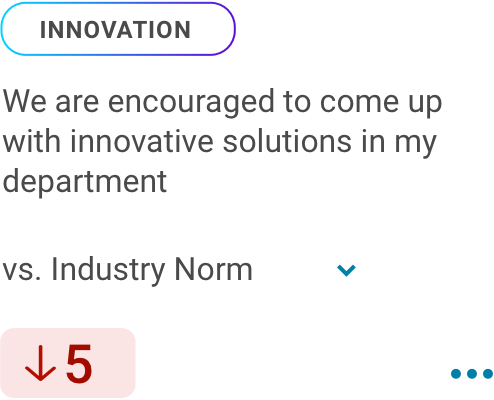 INNOVATION
We are encouraged to come up
with innovative solutions in my
department
vs. Industry Norm
↓5